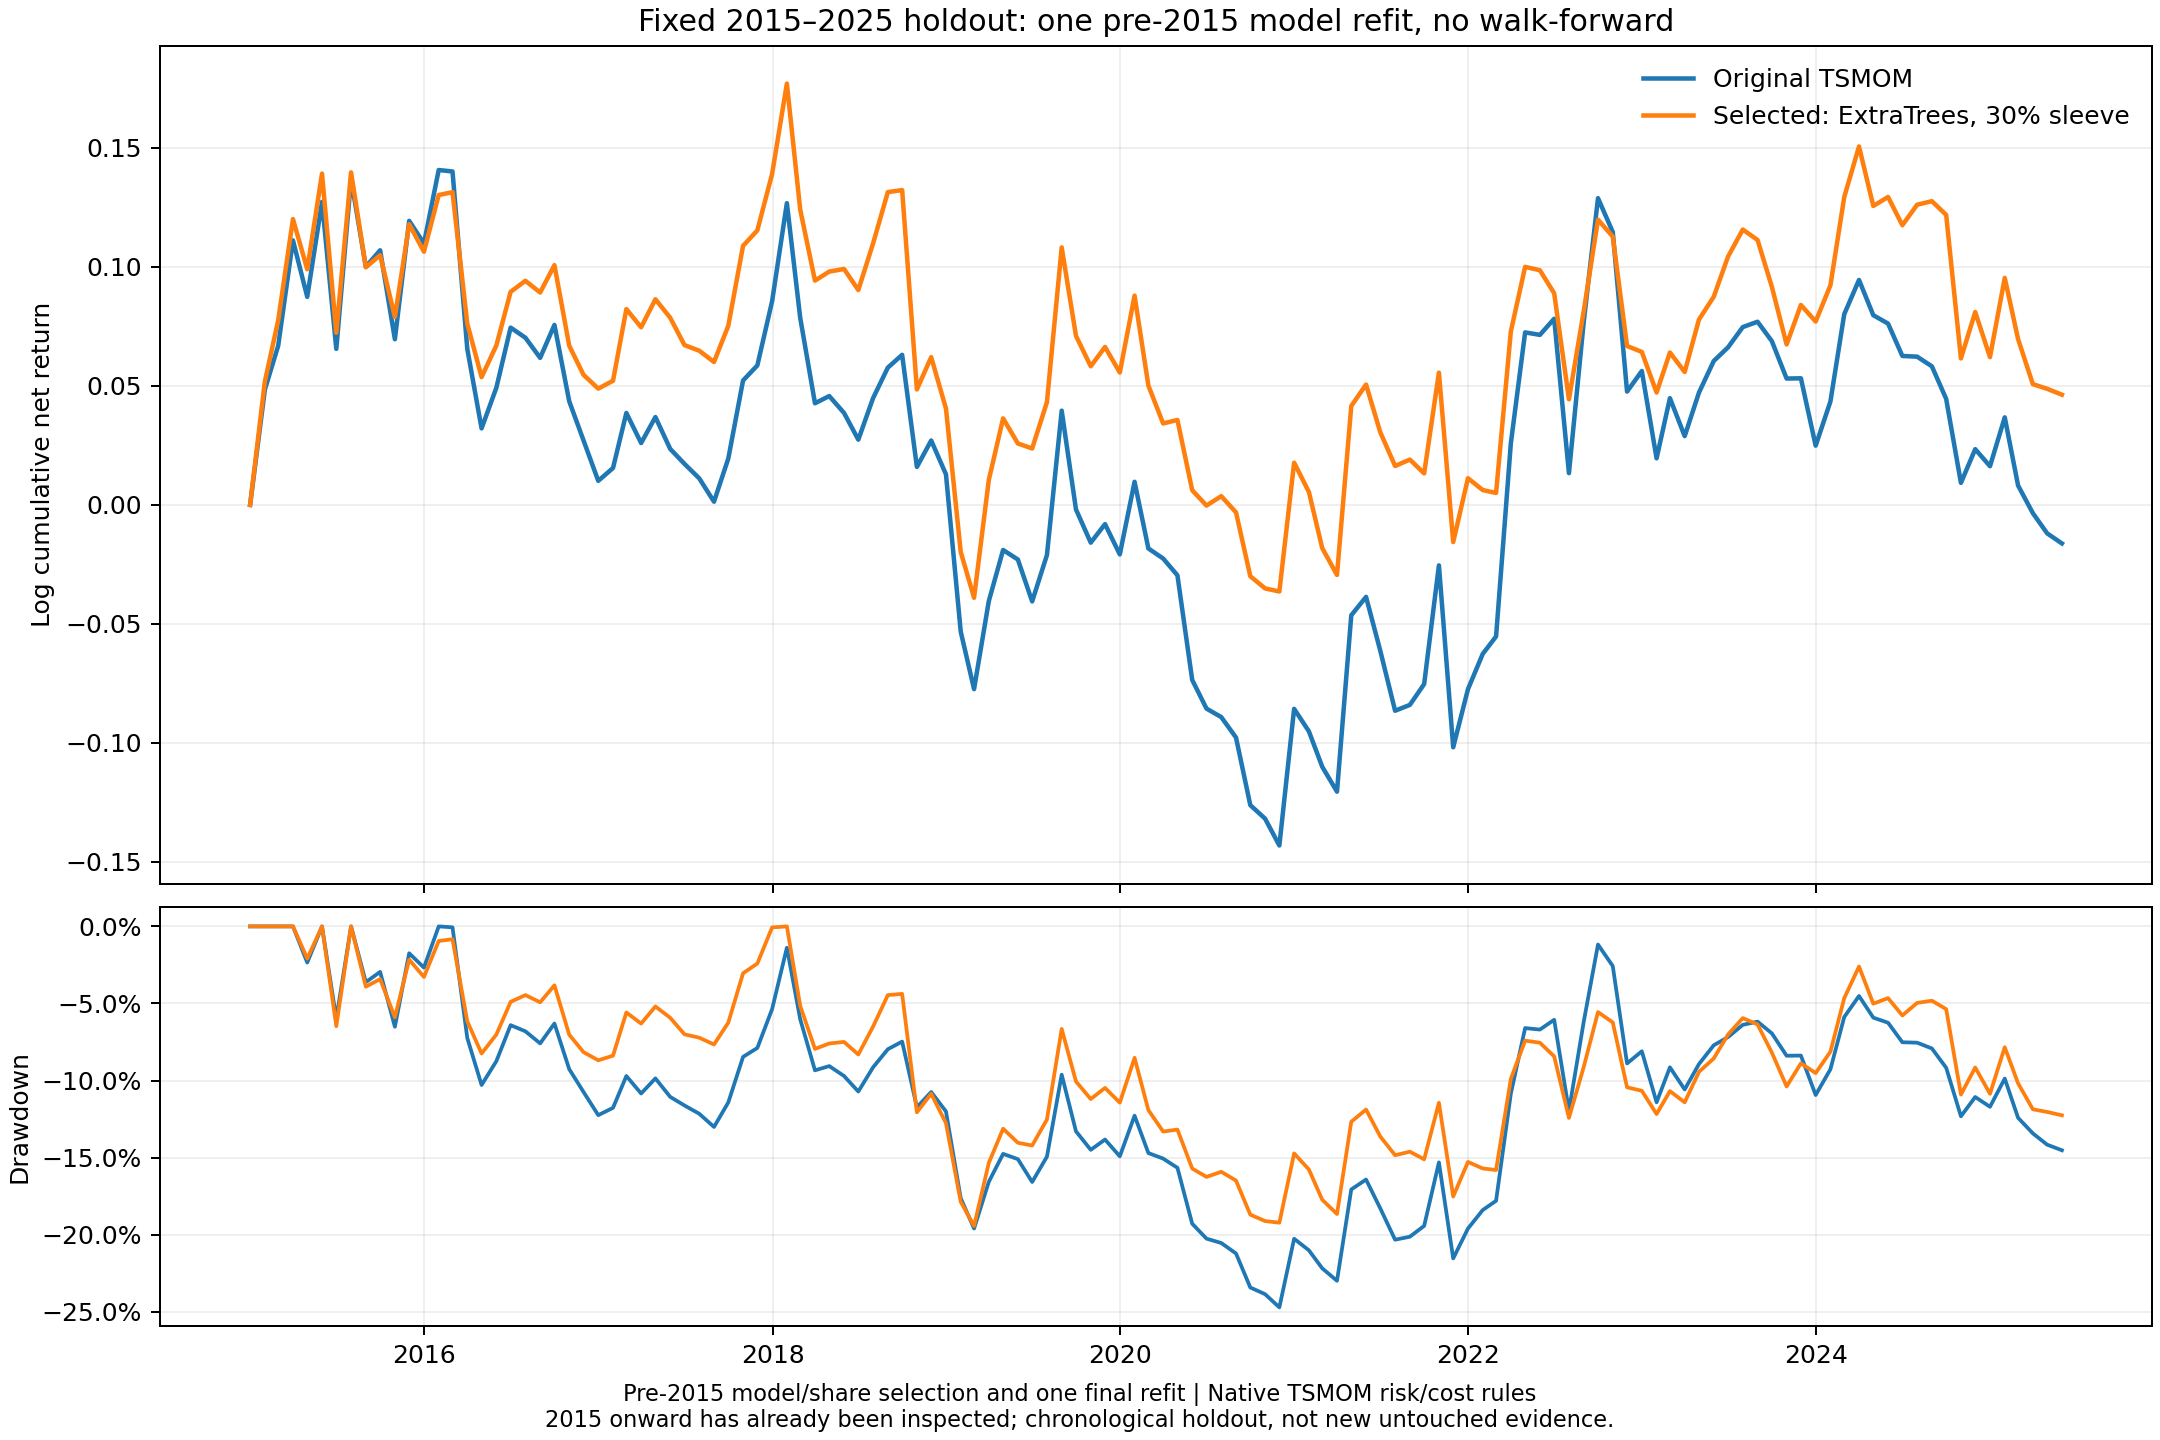 Fixed 2015–2025 holdout: one pre-2015 model refit, no walk-forward
Original TSMOM
Selected: ExtraTrees, 30% sleeve
Log cumulative net return
0.15
0.10
0.05
0.00
−0.05
−0.10
−0.15
Drawdown
0.0%
−5.0%
−10.0%
−15.0%
−20.0%
−25.0%
2016
2018
2020
2022
2024
Pre-2015 model/share selection and one final refit | Native TSMOM risk/cost rules
2015 onward has already been inspected; chronological holdout, not new untouched evidence.